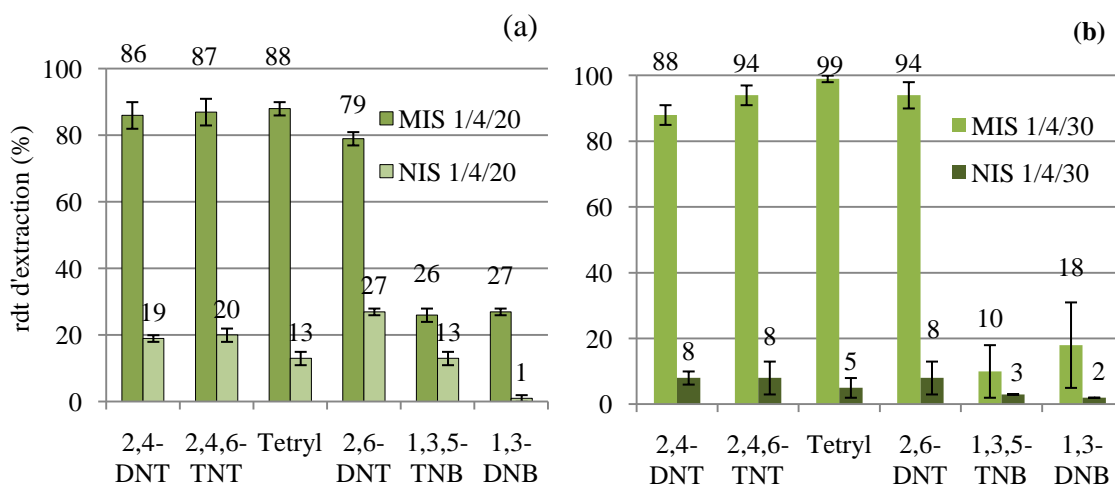 (a)
86 87 88
79
100
80
60
40
20
0
rdt d'extraction (%)
MIS 1/4/20
NIS 1/4/20
19 20 13 27 26 13 27 1
2,4-DNT
2,4,6-TNT
Tetryl
2,6-DNT
1,3,5-TNB
1,3-DNB
(b)
88 94 99 94
100
80
60
40
20
0
MIS 1/4/30
NIS 1/4/30
8 8 5 8 10 3 18 2
2,4-DNT
2,4,6-TNT
Tetryl
2,6-DNT
1,3,5-TNB
1,3-DNB